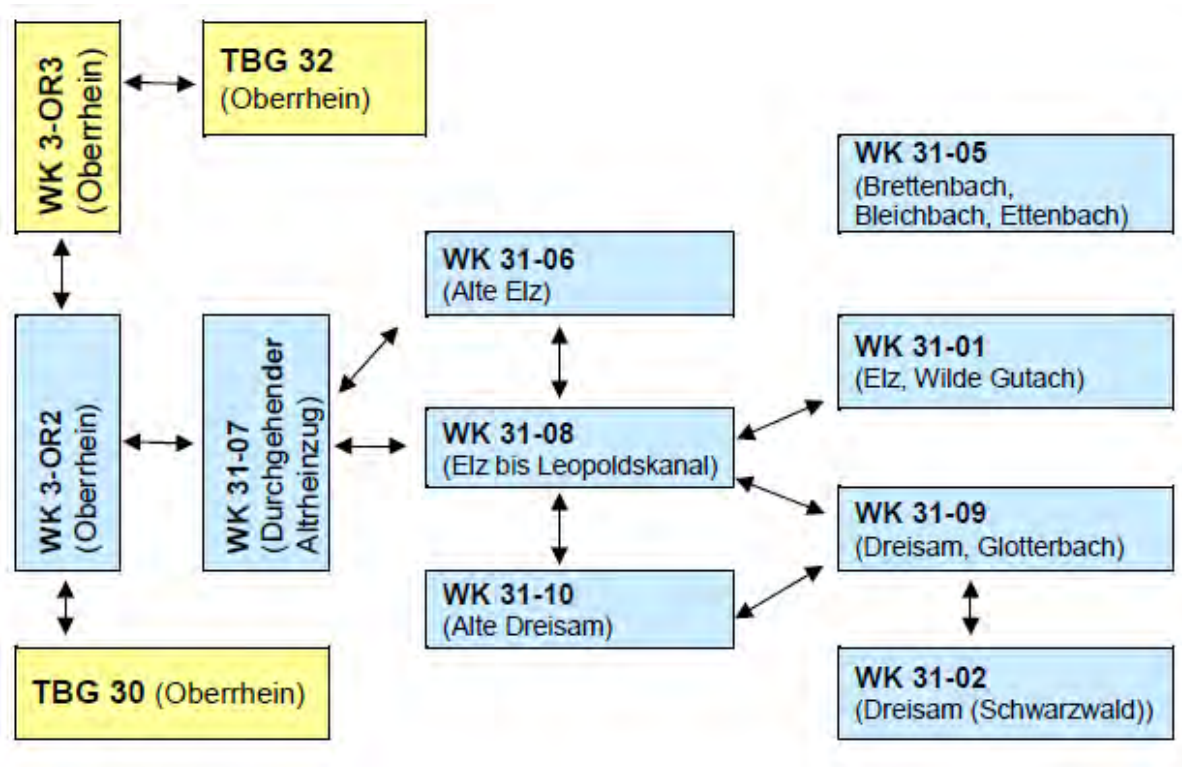 WK 3-OR3
(Oberrhein)
TBG 32
(Oberrhein)
WK 31-05
(Brettenbach,
Bleichbach, Ettenbach)
WK 31-06
(Alte Elz)
WK 3-OR2
(Oberrhein)
WK 31-07
(Durchgehender
Altrheinzug)
WK 31-01
(Elz, Wilde Gutach)
WK 31-08
(Elz bis Leopoldskanal)
WK 31-09
(Dreisam, Glotterbach)
WK 31-10
(Alte Dreisam)
TBG 30 (Oberrhein)
WK 31-02
(Dreisam (Schwarzwald))